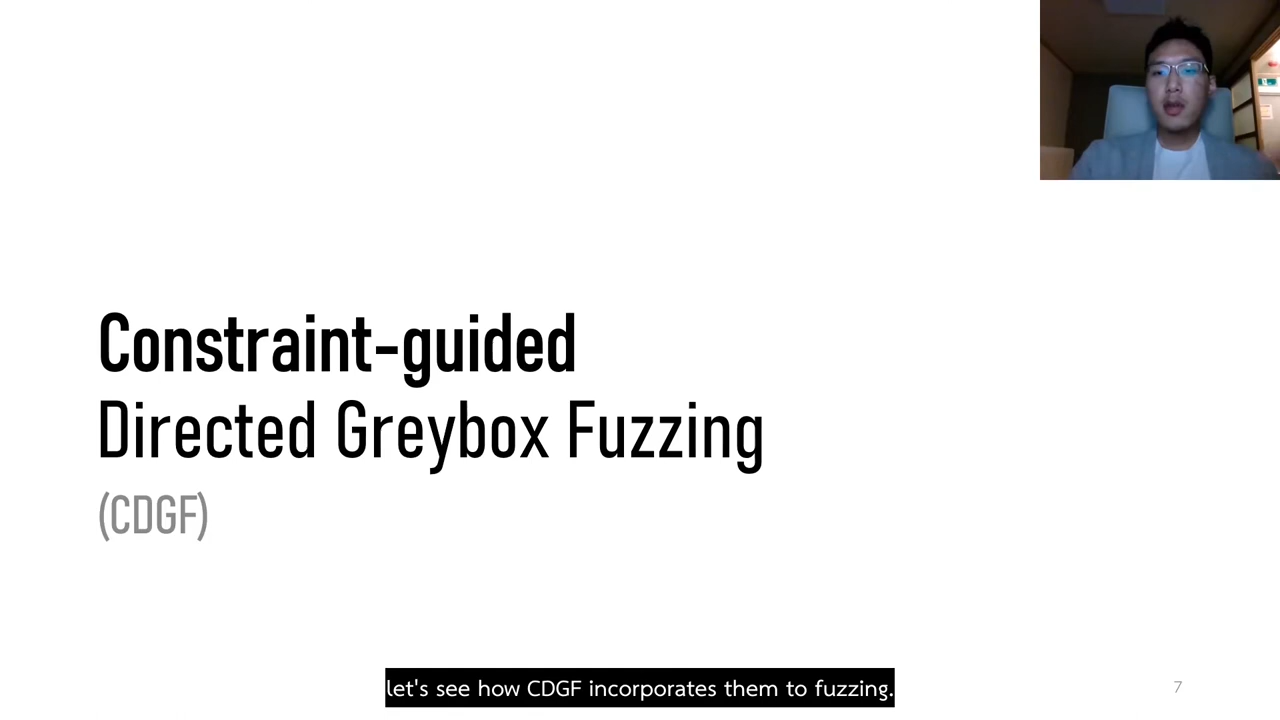 Constraint-guided
Directed Greybox Fuzzing
(CDGF)
let's see how CDGF incorporates them to fuzzing.
7